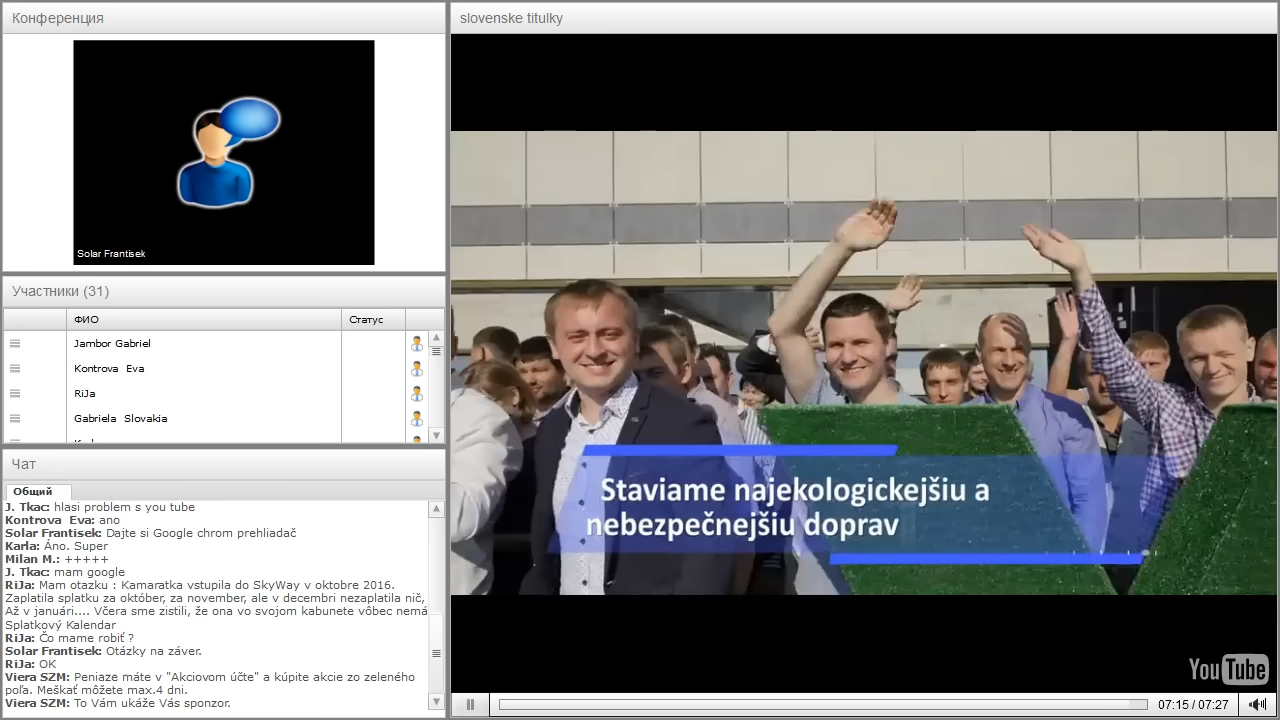 Конференция
Solar Frantisek
Участники (31)
ФИО
Статус
Jambor Gabriel
Kontrova Eva
RiJa
Gabriela Slovakia
Чат
Общий
J. Tkac: hlasi problem s you tube
Kontrova Eva: ano
Solar Frantisek: Dajte si Google chrom prehliadač
Karla: Áno. Super
Milan M.: +++++
J. Tkac: mam google
RiJa: Mam otazku : Kamaratka vstupila do SkyWay v oktobre 2016.
Zaplatila splatku za október, za november, ale v decembri nezaplatila nič,
Až v januári.... Včera sme zistili, že ona vo svojom kabunete vôbec nemá
Splatkový Kalendar
RiJa: Čo mame robiť ?
Solar Frantisek: Otázky na záver.
RiJa: OK
Viera SZM: Peniaze máte v "Akciovom účte" a kúpite akcie zo zeleného
poľa. Meškať môžete max.4 dni.
Viera SZM: To Vám ukáže Váš sponzor.
slovenske titulky
Staviame najekologickejšiu a
nebezpečnejšiu doprav
YouTube
07:15 / 07:27